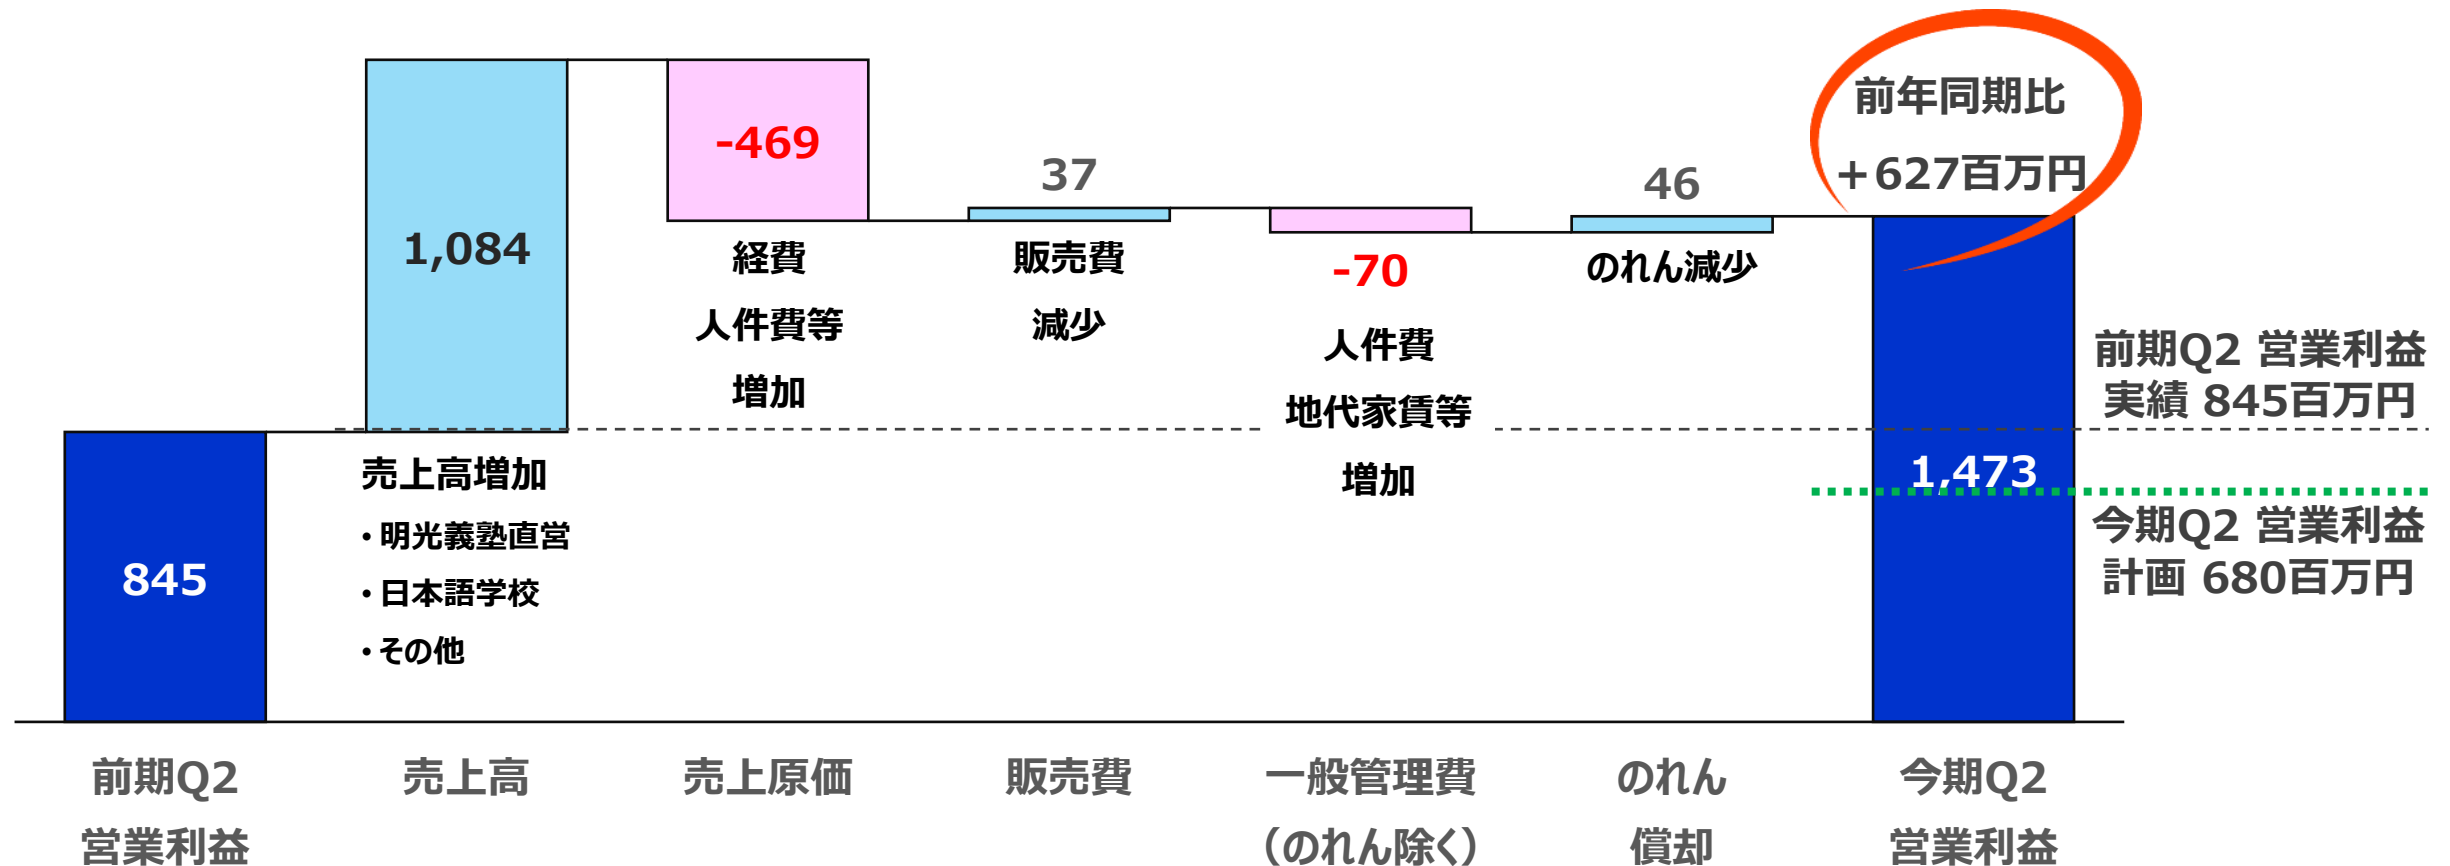 前年同期比
＋627百万円
-469
37
46
1,084
経費
人件費等
増加
販売費
減少
-70
人件費
地代家賃等
増加
のれん減少
前期Q2 営業利益
実績 845百万円
売上高増加
・明光義塾直営
・日本語学校
・その他
1,473
今期Q2 営業利益
計画 680百万円
845
前期Q2
営業利益
売上高
売上原価
販売費
一般管理費
（のれん除く）
のれん
償却
今期Q2
営業利益